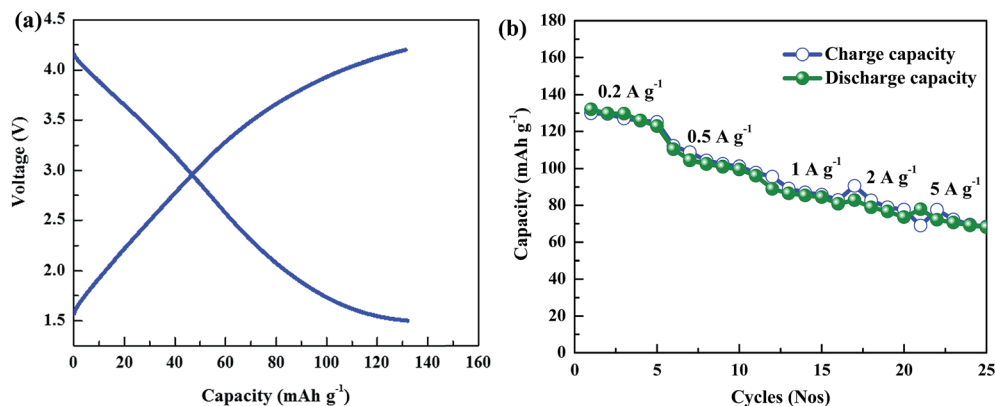 (a)
4.5
4.0
3.5
3.0
2.5
2.0
1.5
Voltage (V)
0 20 40 60 80 100 120 140 160
Capacity (mAh g⁻¹)
(b)
180
160
140
120
100
80
60
40
20
0
Capacity (mAh g⁻¹)
Charge capacity
Discharge capacity
0.2 A g⁻¹
0.5 A g⁻¹
1 A g⁻¹
2 A g⁻¹
5 A g⁻¹
0 5 10 15 20 25
Cycles (Nos)